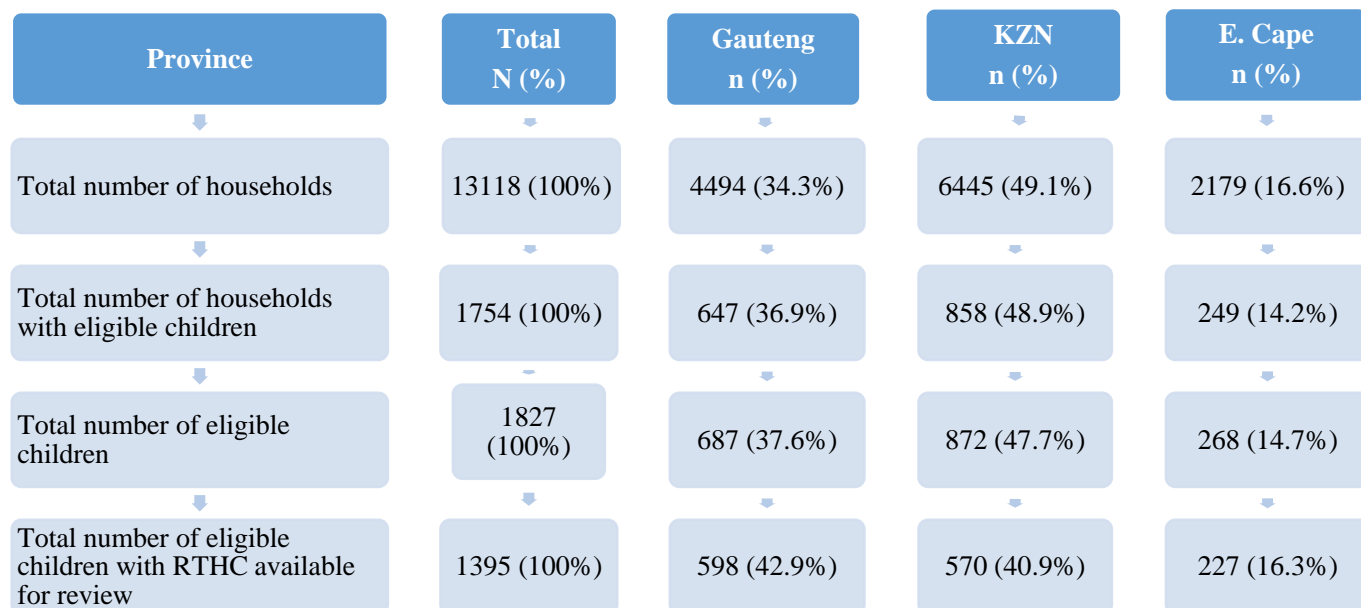 Province
Total
N (%)
Gauteng
n (%)
KZN
n (%)
E. Cape
n (%)
Total number of households
13118 (100%)
4494 (34.3%)
6445 (49.1%)
2179 (16.6%)
Total number of households
with eligible children
1754 (100%)
647 (36.9%)
858 (48.9%)
249 (14.2%)
Total number of eligible
children
1827
(100%)
687 (37.6%)
872 (47.7%)
268 (14.7%)
Total number of eligible
children with RTHC available
for review
1395 (100%)
598 (42.9%)
570 (40.9%)
227 (16.3%)